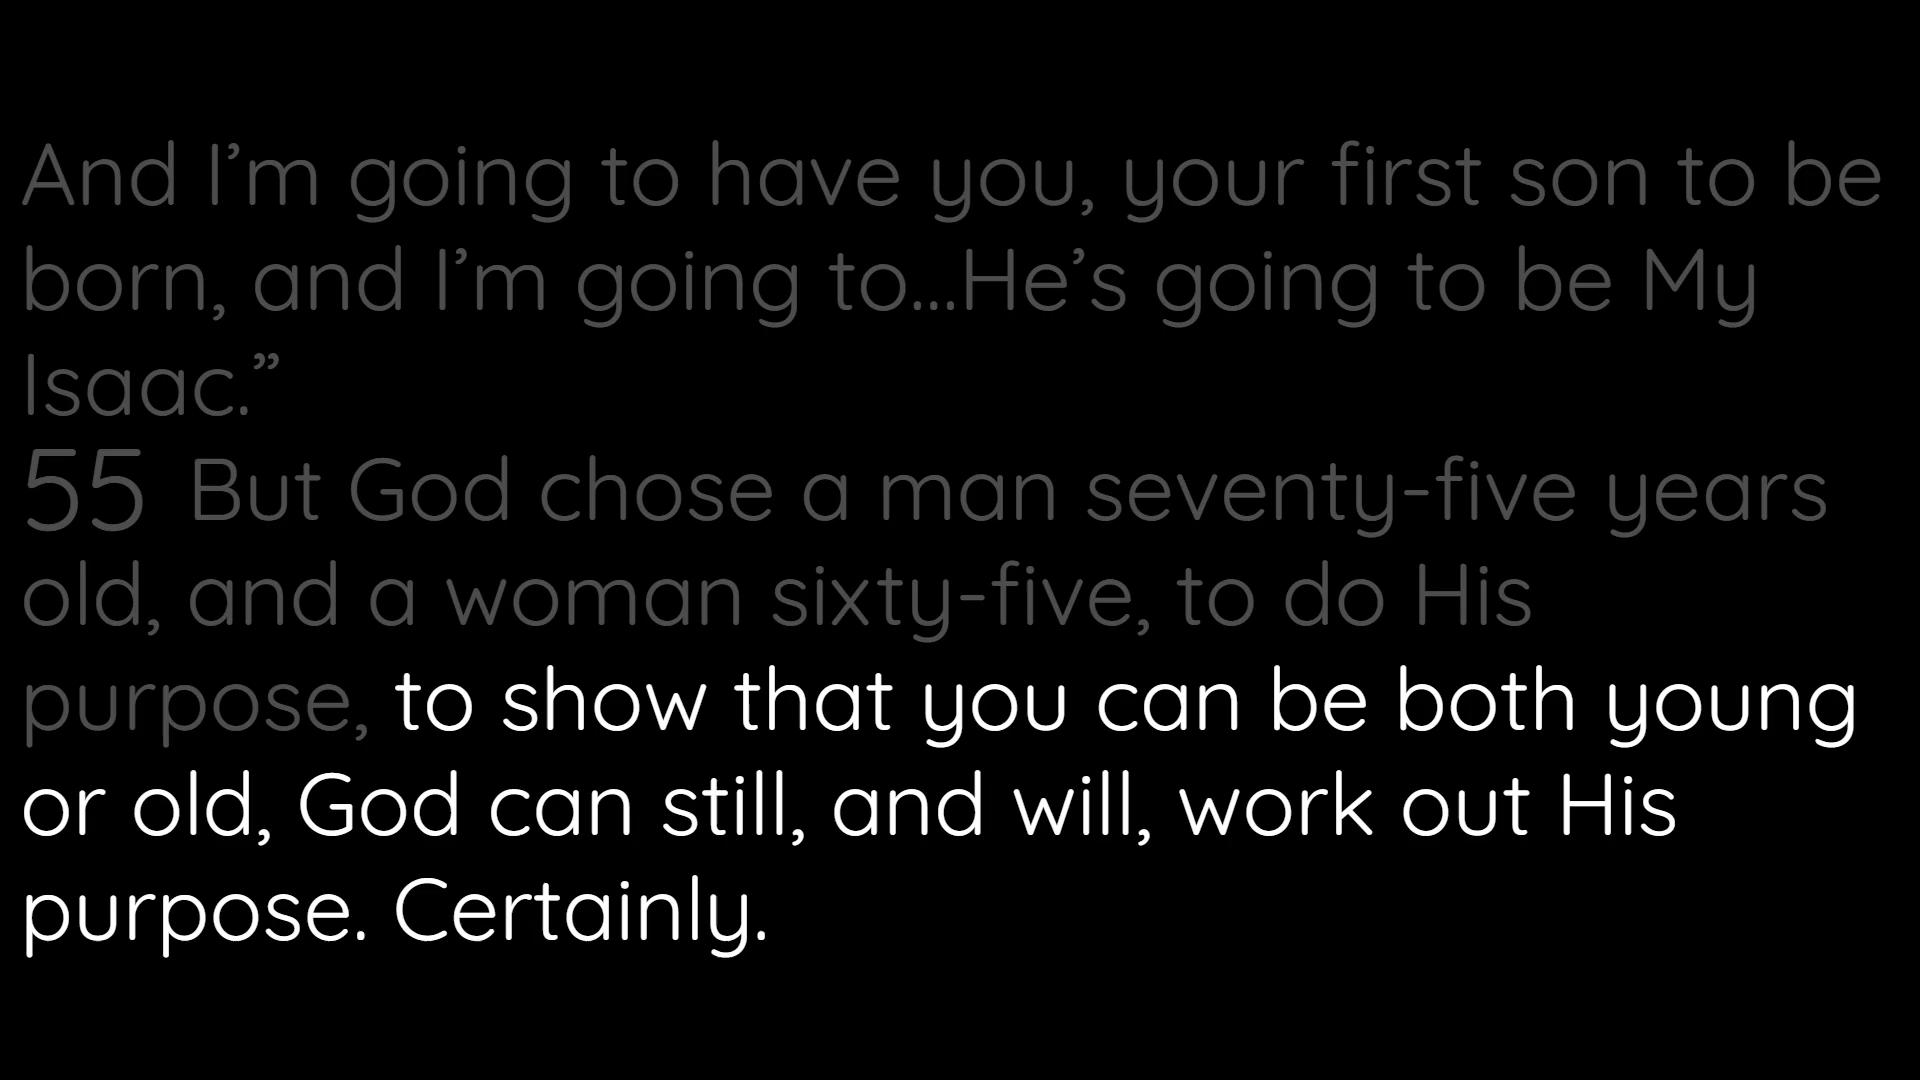 And I’m going to have you, your first son to be
born, and I’m going to...He’s going to be My
Isaac.”
55 But God chose a man seventy-five years
old, and a woman sixty-five, to do His
purpose, to show that you can be both young
or old, God can still, and will, work out His
purpose. Certainly.